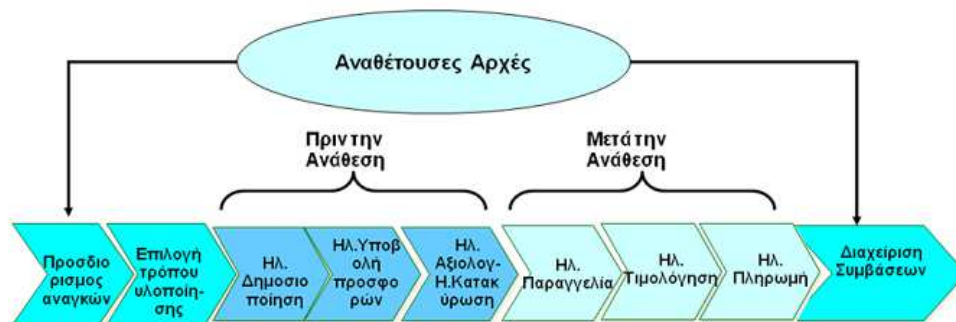 Αναθέτουσες Αρχές
Πριν την
Ανάθεση
Μετά την
Ανάθεση
Προσδιο
ρισμος
αναγκών
Επιλογή
τρόπου
υλοποίη-
σης
Ηλ.
Δημοσιο
ποίηση
Ηλ.Υποβ
ολή
προσφο
ρών
Ηλ.
Αξιολογ-
Η.Κατακ
ύρωση
Ηλ.
Παραγγελία
Ηλ.
Τιμολόγηση
Ηλ.
Πληρωμή
Διαχείριση
Συμβάσεων